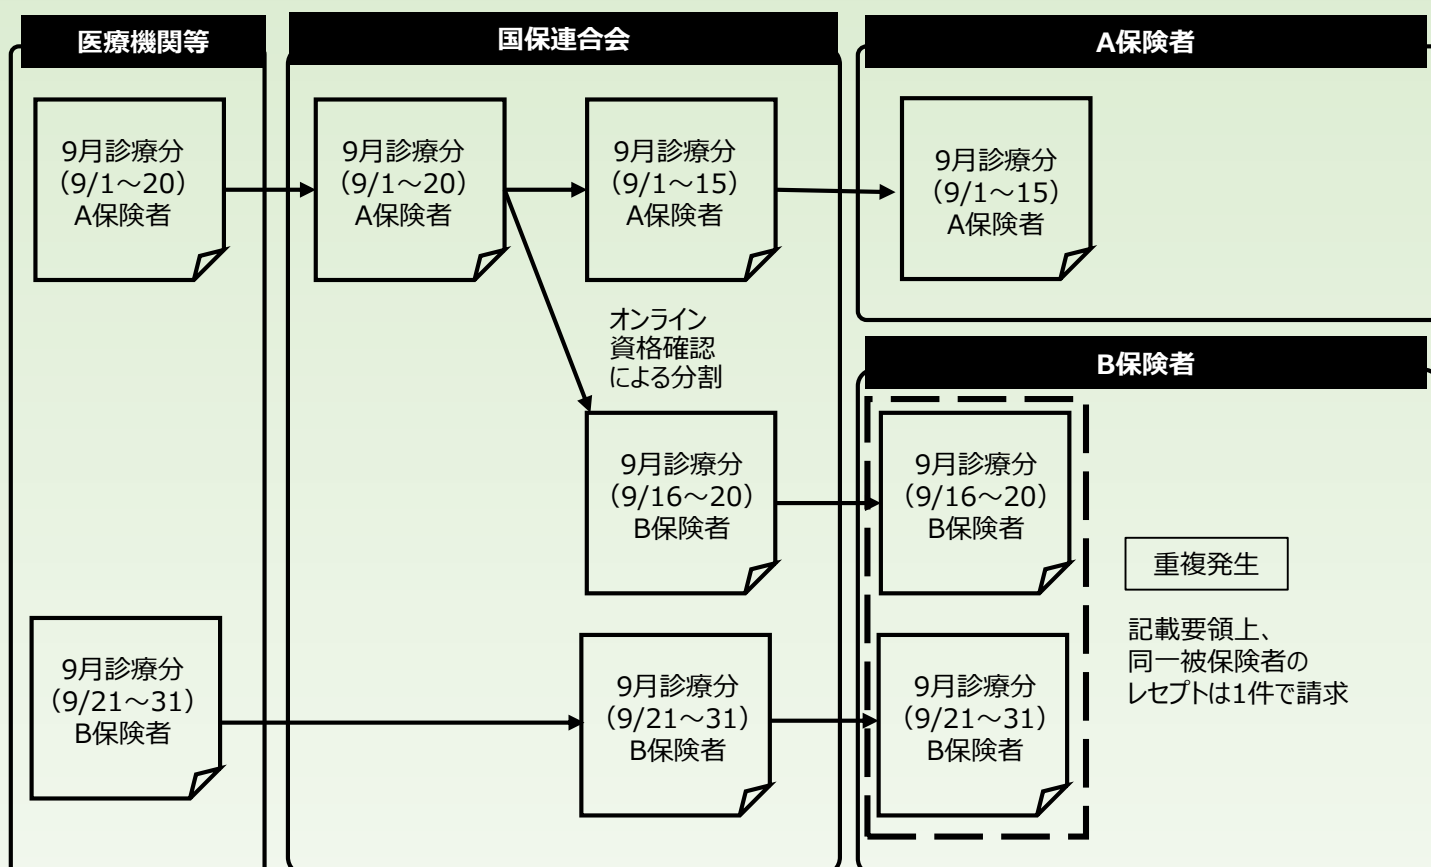 医療機関等
国保連合会
A保険者
9月診療分
（9/1～20）
A保険者
9月診療分
（9/1～20）
A保険者
9月診療分
（9/1～15）
A保険者
9月診療分
（9/1～15）
A保険者
オンライン
資格確認
による分割
B保険者
9月診療分
（9/16～20）
B保険者
9月診療分
（9/16～20）
B保険者
重複発生
記載要領上、
同一被保険者の
レセプトは1件で請求
9月診療分
（9/21～31）
B保険者
9月診療分
（9/21～31）
B保険者
9月診療分
（9/21～31）
B保険者